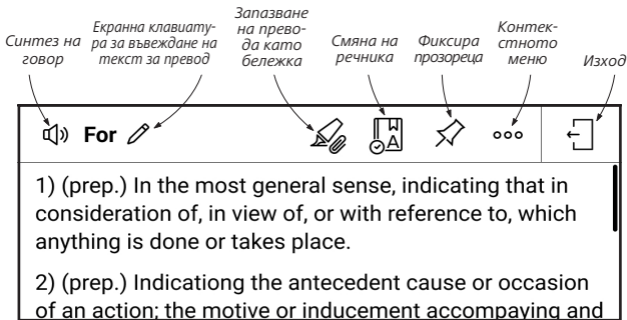 Синтез на
говор
Екранна клавиату-
ра за въвеждане на
текст за превод
Запазване
на прево-
да като
бележка
Смяна на
речника
Фиксира
прозореца
Контек-
стното
меню
Изход
For
A
1) (prep.) In the most general sense, indicating that in
consideration of, in view of, or with reference to, which
anything is done or takes place.
2) (prep.) Indicationg the antecedent cause or occasion
of an action; the motive or inducement accompaying and